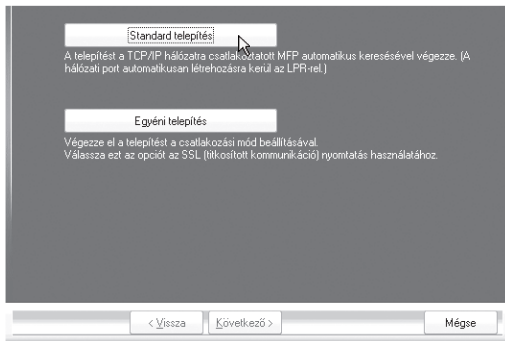 Standard telepítés
A telepítést a TCP/IP hálózatra csatlakoztatott MFP automatikus keresésével végezze. (A
hálózati port automatikusan létrehozásra kerül az LPR-rel.)
Egyéni telepítés
Végezze el a telepítést a csatlakozási mód beállításával.
Válassza ezt az opciót az SSL (titkosított kommunikáció) nyomtatás használatához.
< Vissza
Következő >
Mégse